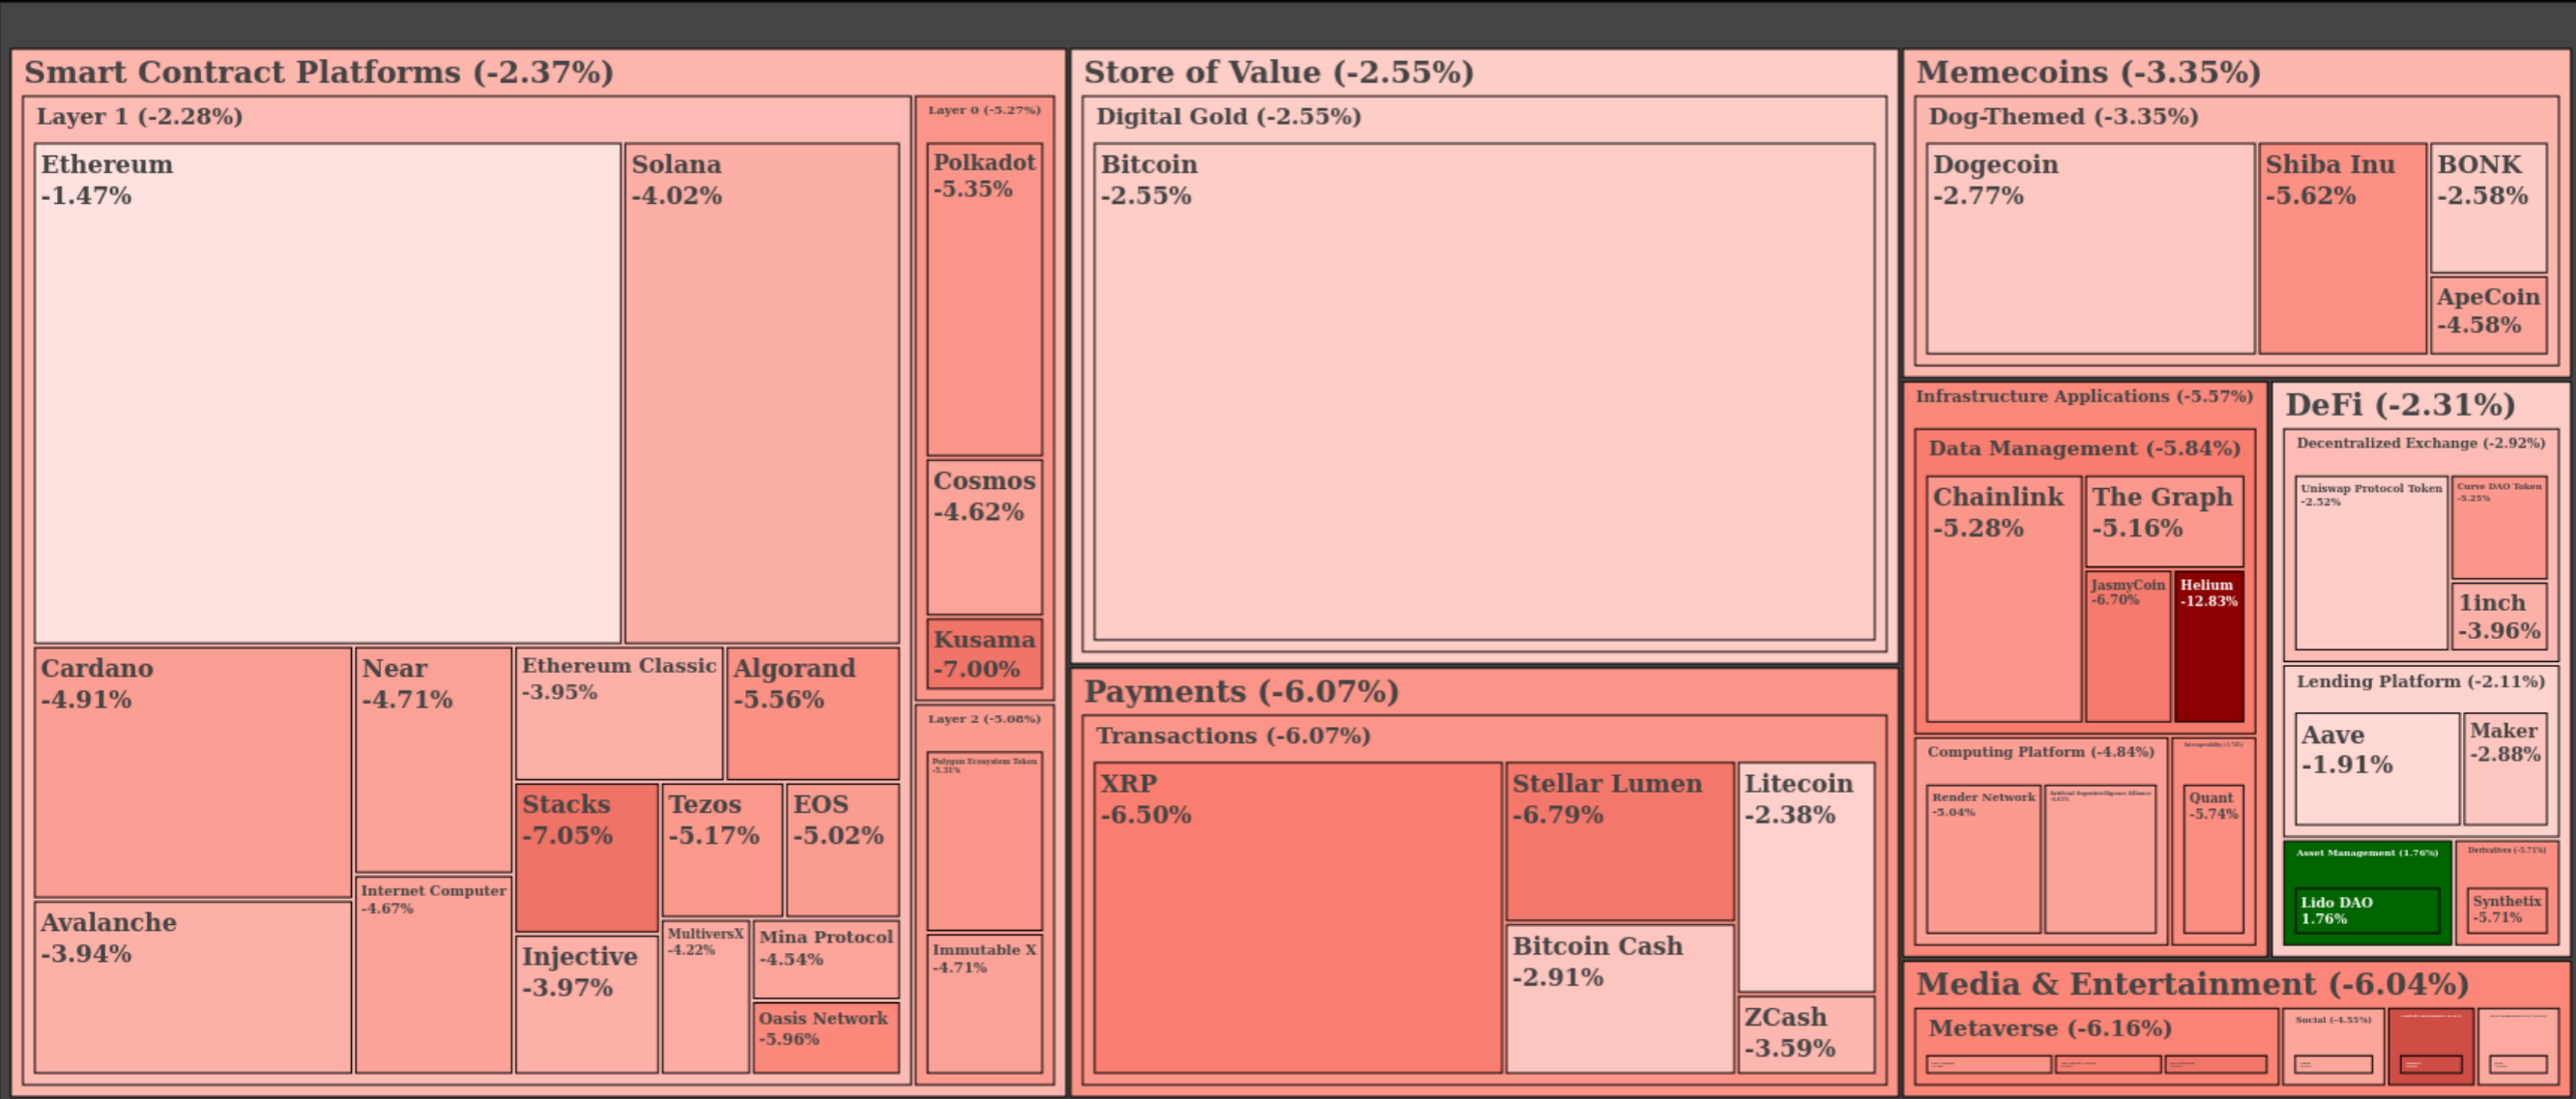 Smart Contract Platforms (-2.37%)
Layer 1 (-2.28%)
Ethereum
-1.47%
Solana
-4.02%
Cardano
-4.91%
Avalanche
-3.94%
Near
-4.71%
Internet Computer
-4.67%
Ethereum Classic
-3.95%
Algorand
-5.56%
Stacks
-7.05%
Tezos
-5.17%
EOS
-5.02%
Injective
-3.97%
MultiversX
-4.22%
Mina Protocol
-4.54%
Oasis Network
-5.96%
Layer 0 (-5.27%)
Polkadot
-5.35%
Cosmos
-4.62%
Kusama
-7.00%
Layer 2 (-5.08%)
Polygon Ecosystem Token
-5.31%
Immutable X
-4.71%
Store of Value (-2.55%)
Digital Gold (-2.55%)
Bitcoin
-2.55%
Payments (-6.07%)
Transactions (-6.07%)
XRP
-6.50%
Stellar Lumen
-6.79%
Bitcoin Cash
-2.91%
Litecoin
-2.38%
ZCash
-3.59%
Memecoins (-3.35%)
Dog-Themed (-3.35%)
Dogecoin
-2.77%
Shiba Inu
-5.62%
BONK
-2.58%
ApeCoin
-4.58%
Infrastructure Applications (-5.57%)
Data Management (-5.84%)
Chainlink
-5.28%
The Graph
-5.16%
JasmyCoin
-6.70%
Helium
-12.83%
Computing Platform (-4.84%)
Render Network
-5.04%
Artificial Superintelligence Alliance
Quant
-5.74%
DeFi (-2.31%)
Decentralized Exchange (-2.92%)
Uniswap Protocol Token
-2.52%
Curve DAO Token
-5.25%
1inch
-3.96%
Lending Platform (-2.11%)
Aave
-1.91%
Maker
-2.88%
Asset Management (1.76%)
Lido DAO
1.76%
Derivatives (-5.71%)
Synthetix
-5.71%
Media & Entertainment (-6.04%)
Metaverse (-6.16%)
Social (-4.55%)